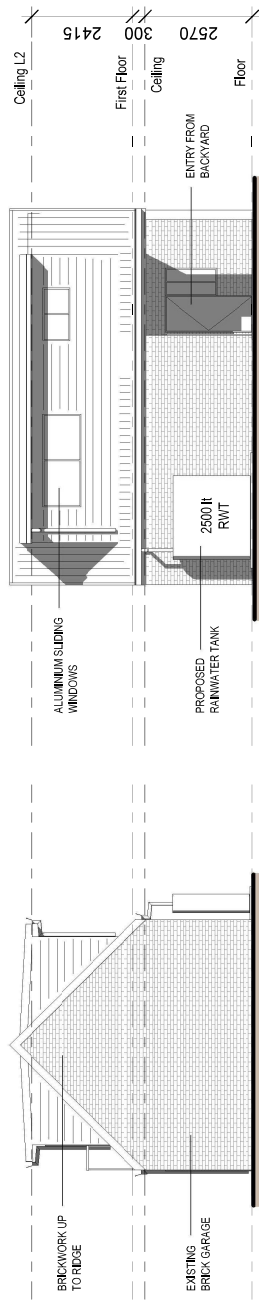 BRICKWORK UP
TO RIDGE
EXISTING
BRICK GARAGE
ALUMINIUM SLIDING
WINDOWS
PROPOSED
RAINWATER TANK
2500 lt
RWT
ENTRY FROM
BACKYARD
Ceiling L2
First Floor
Ceiling
Floor
2415
300
2570